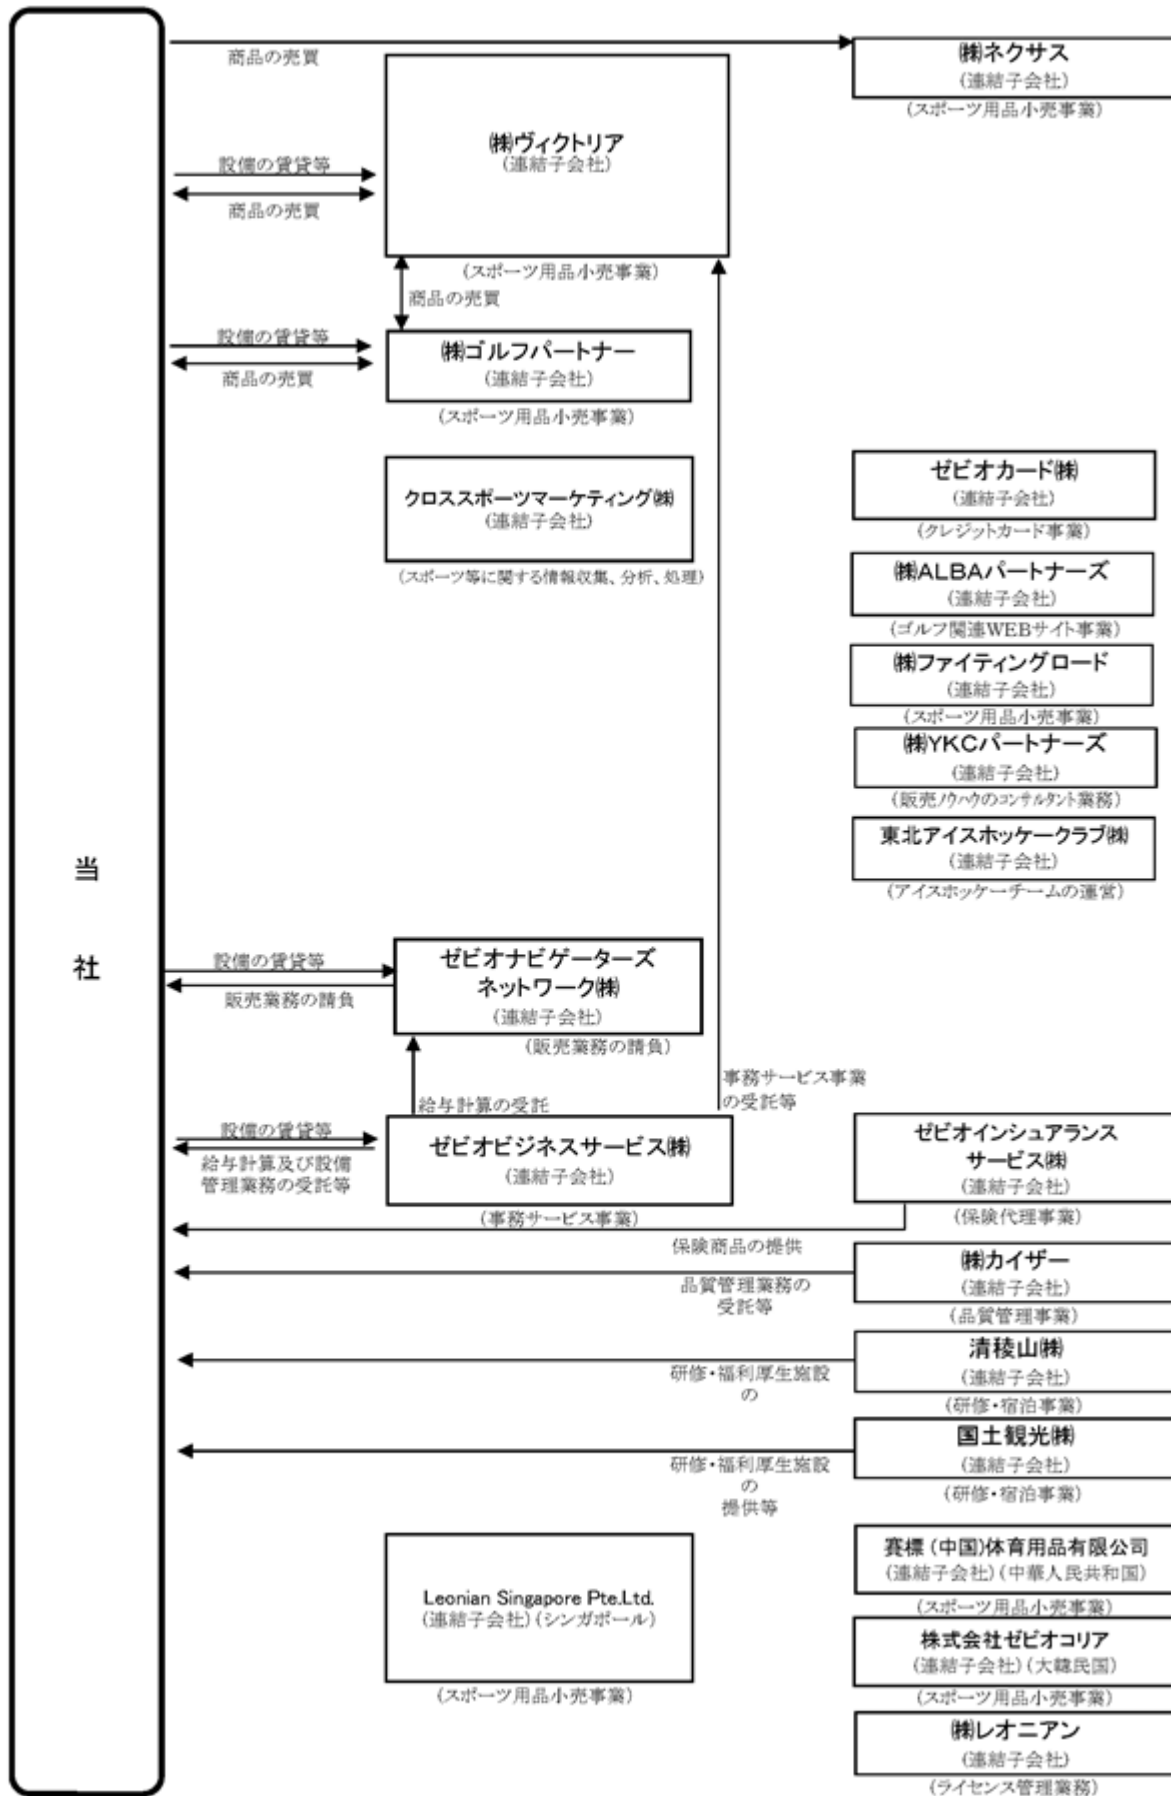 商品の売買
㈱ネクサス
(連結子会社)
(スポーツ用品小売事業)
㈱ヴィクトリア
(連結子会社)
設備の賃貸等
商品の売買
(スポーツ用品小売事業)
商品の売買
設備の賃貸等
商品の売買
㈱ゴルフパートナー
(連結子会社)
(スポーツ用品小売事業)
クロススポーツマーケティング㈱
(連結子会社)
(スポーツ等に関する情報収集、分析、処理)
ゼビオカード㈱
(連結子会社)
(クレジットカード事業)
㈱ALBAパートナーズ
(連結子会社)
(ゴルフ関連WEBサイト事業)
㈱ファイティングロード
(連結子会社)
(スポーツ用品小売事業)
㈱YKCパートナーズ
(連結子会社)
(販売ノウハウのコンサルタント業務)
東北アイスホッケークラブ㈱
(連結子会社)
(アイスホッケーチームの運営)
当
社
設備の賃貸等
販売業務の請負
ゼビオナビゲーターズ
ネットワーク㈱
(連結子会社)
(販売業務の請負)
事務サービス事業
の受託等
給与計算の受託
設備の賃貸等
給与計算及び設備
管理業務の受託等
ゼビオビジネスサービス㈱
(連結子会社)
(事務サービス事業)
ゼビオインシュアランス
サービス㈱
(連結子会社)
(保険代理事業)
保険商品の提供
品質管理業務の
受託等
㈱カイザー
(連結子会社)
(品質管理事業)
研修・福利厚生施設
の
清稜山㈱
(連結子会社)
(研修・宿泊事業)
研修・福利厚生施設
の
提供等
国土観光㈱
(連結子会社)
(研修・宿泊事業)
Leonian Singapore Pte.Ltd.
(連結子会社)(シンガポール)
(スポーツ用品小売事業)
賽標(中国)体育用品有限公司
(連結子会社)(中華人民共和国)
(スポーツ用品小売事業)
株式会社ゼビオコリア
(連結子会社)(大韓民国)
(スポーツ用品小売事業)
㈱レオニアン
(連結子会社)
(ライセンス管理業務)